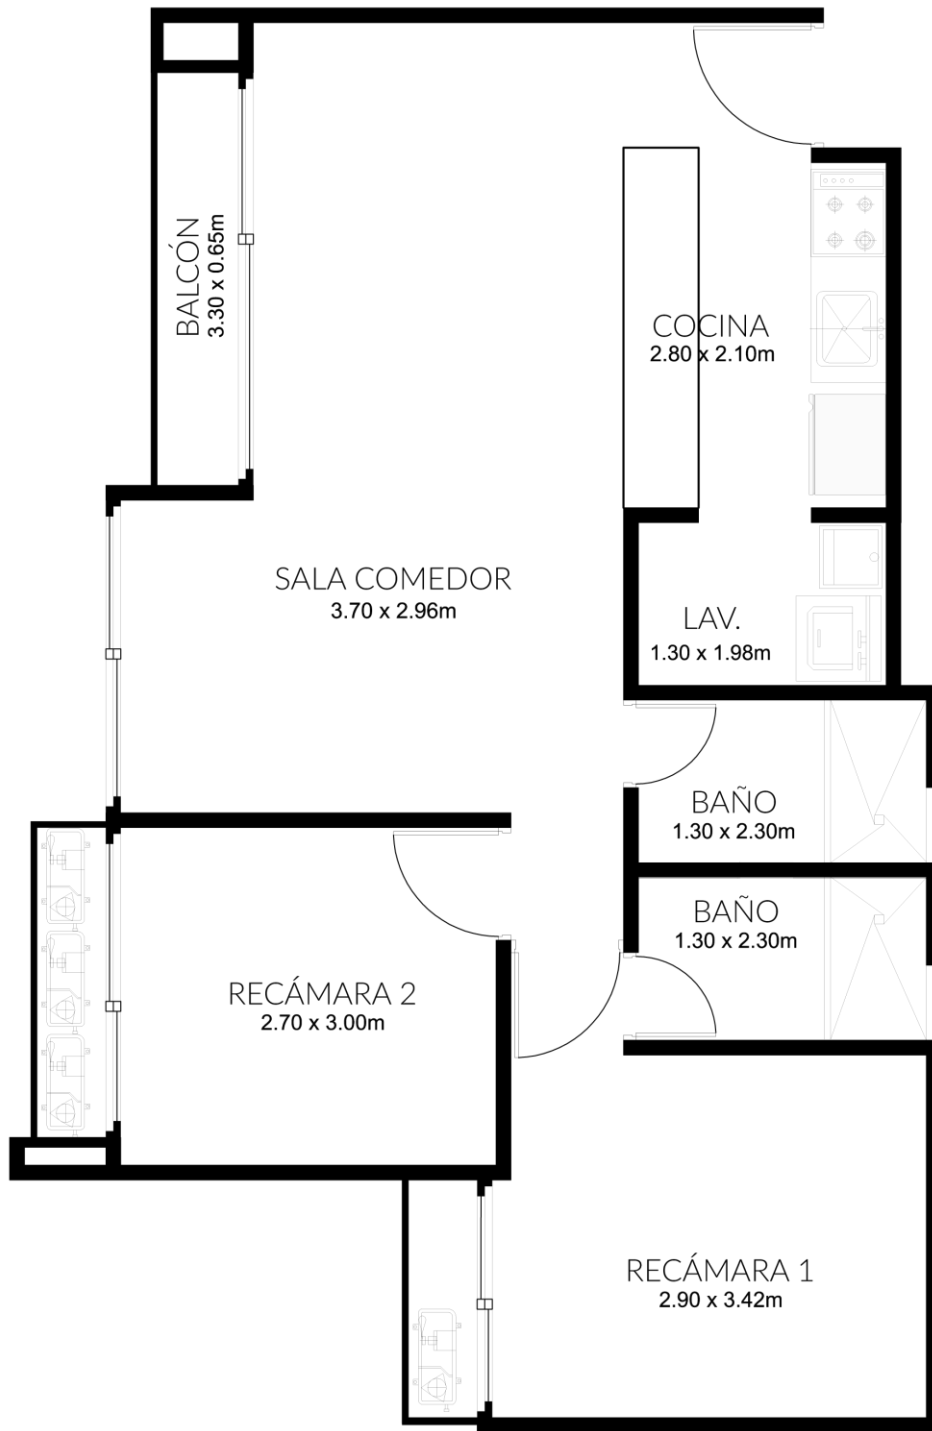 BALCÓN
3.30 x 0.65m
COCINA
2.80 x 2.10m
SALA COMEDOR
3.70 x 2.96m
LAV.
1.30 x 1.98m
BAÑO
1.30 x 2.30m
BAÑO
1.30 x 2.30m
RECÁMARA 2
2.70 x 3.00m
RECÁMARA 1
2.90 x 3.42m